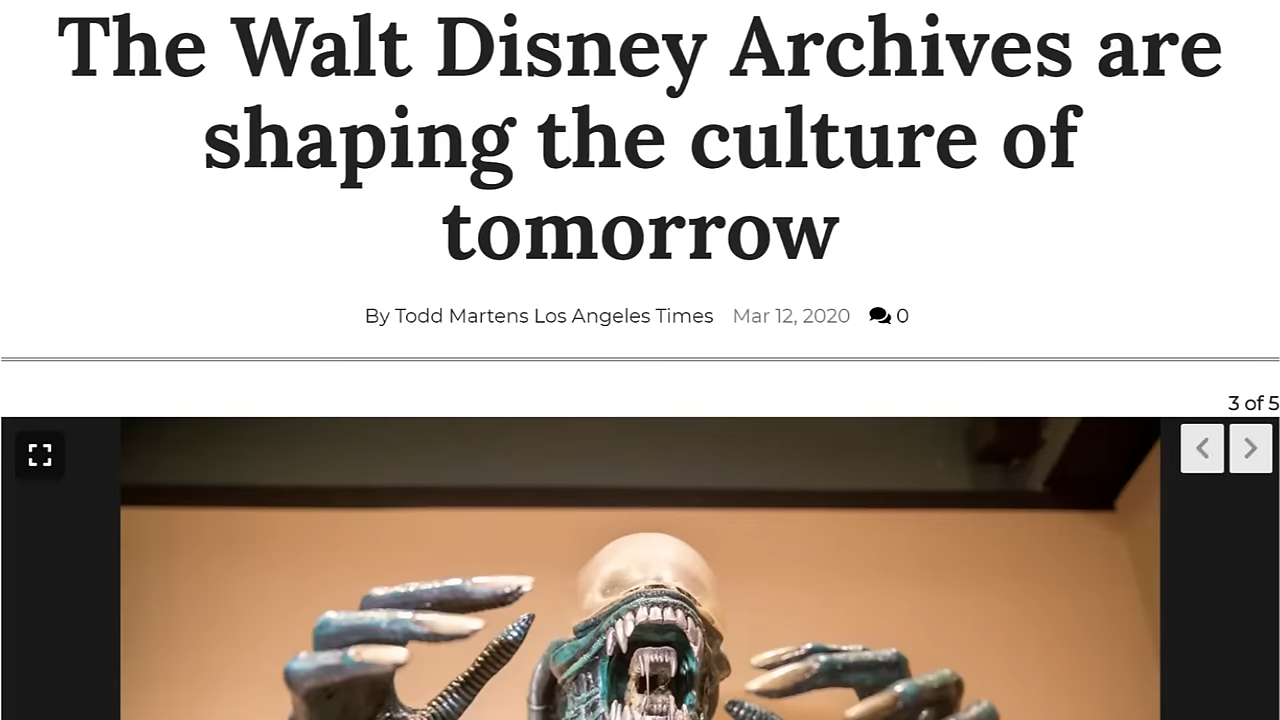 The Walt Disney Archives are
shaping the culture of
tomorrow
By Todd Martens Los Angeles Times Mar 12, 2020 0
3 of 5